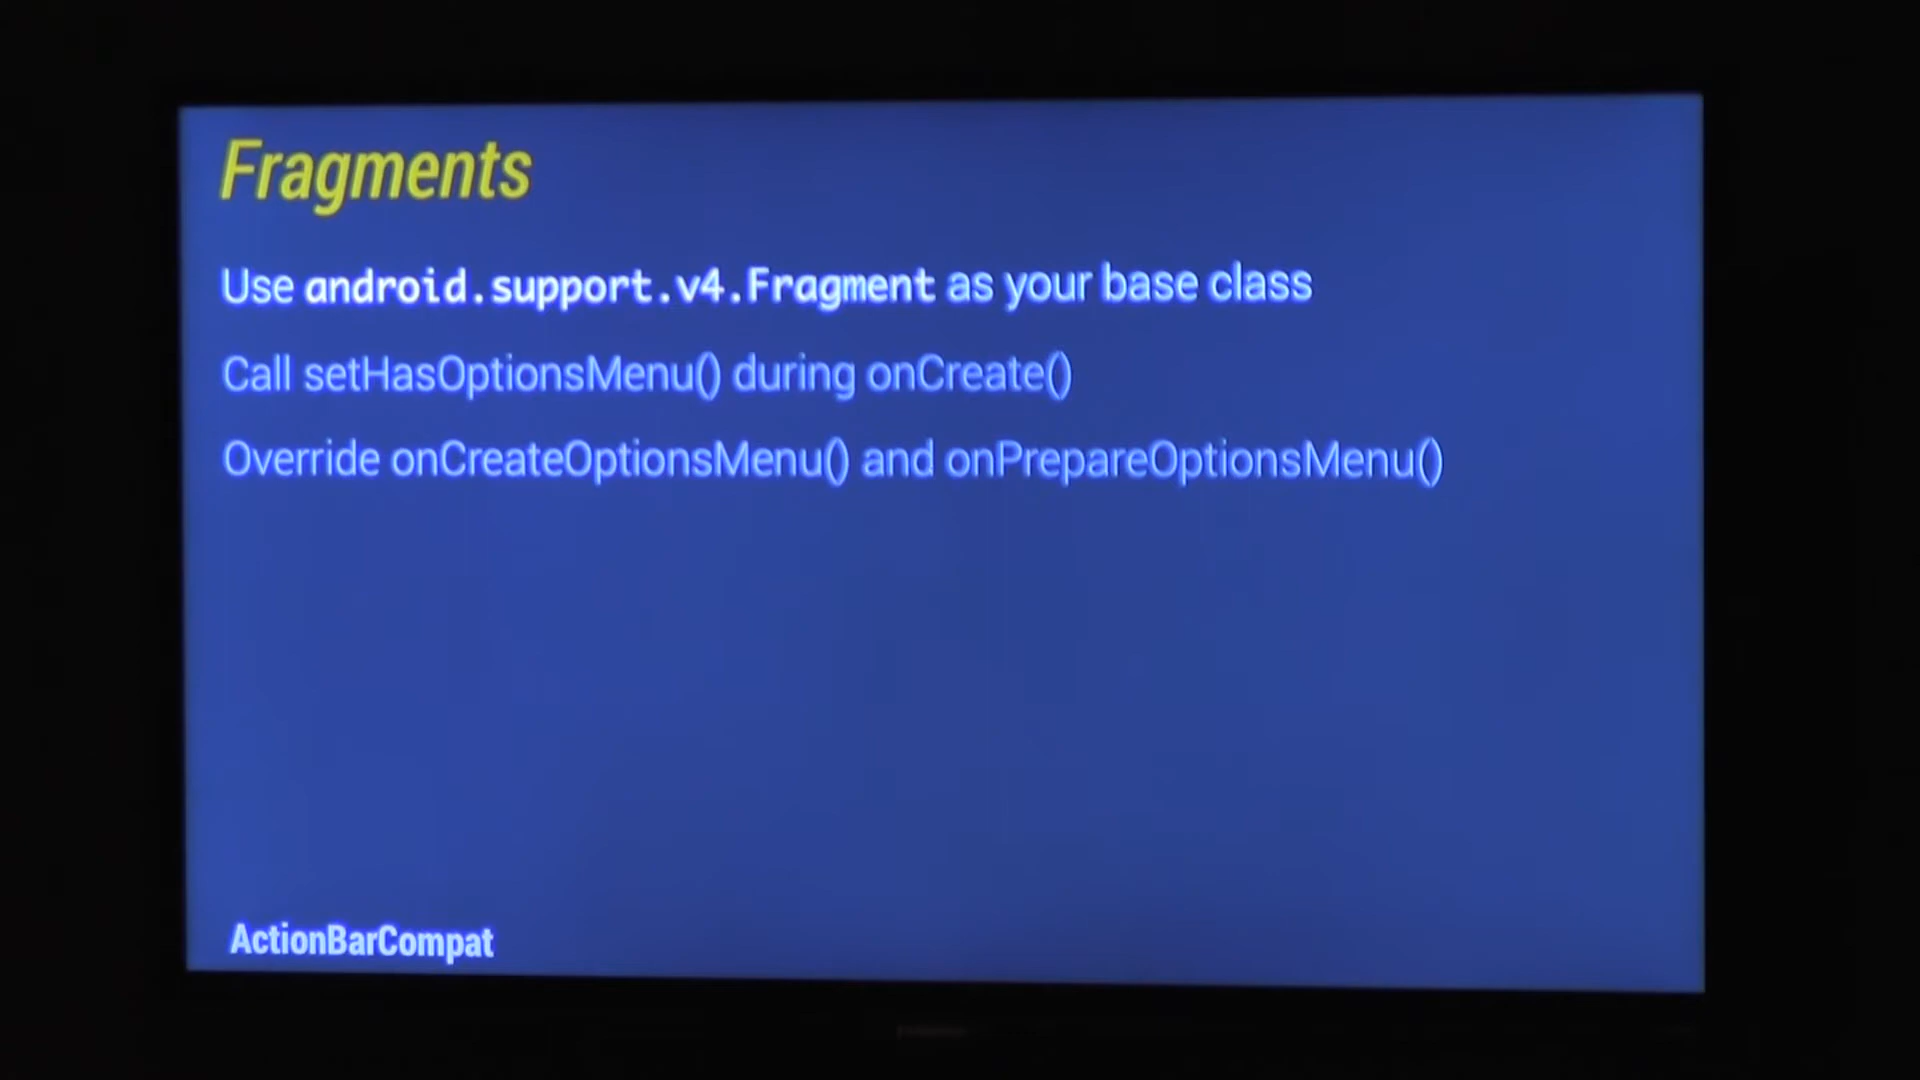 Fragments
Use android.support.v4.Fragment as your base class
Call setHasOptionsMenu() during onCreate()
Override onCreateOptionsMenu() and onPrepareOptionsMenu()
ActionBarCompat